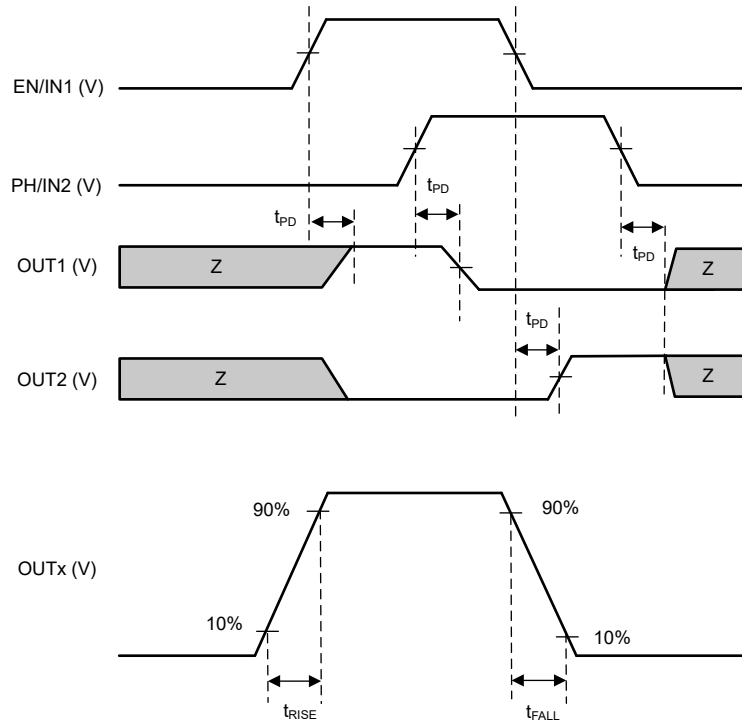 EN/IN1 (V)
PH/IN2 (V)
tPD
tPD
tPD
OUT1 (V)
Z
Z
tPD
OUT2 (V)
Z
Z
90%
90%
OUTx (V)
10%
10%
tRISE
tFALL